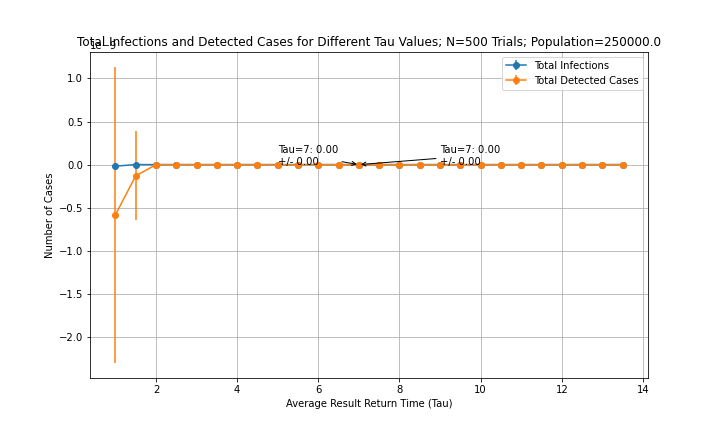 Total Infections and Detected Cases for Different Tau Values; N=500 Trials; Population=250000.0
1.0
0.5
0.0
−0.5
−1.0
−1.5
−2.0
Number of Cases
Total Infections
Total Detected Cases
Tau=7: 0.00
+/- 0.00
Tau=7: 0.00
+/- 0.00
2
4
6
8
10
12
14
Average Result Return Time (Tau)